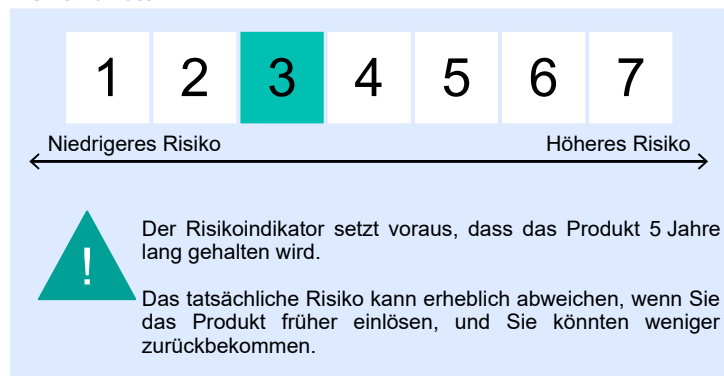 1 2 3 4 5 6 7
Niedrigeres Risiko Höheres Risiko
Der Risikoindikator setzt voraus, dass das Produkt 5 Jahre
lang gehalten wird.
!
Das tatsächliche Risiko kann erheblich abweichen, wenn Sie
das Produkt früher einlösen, und Sie könnten weniger
zurückbekommen.